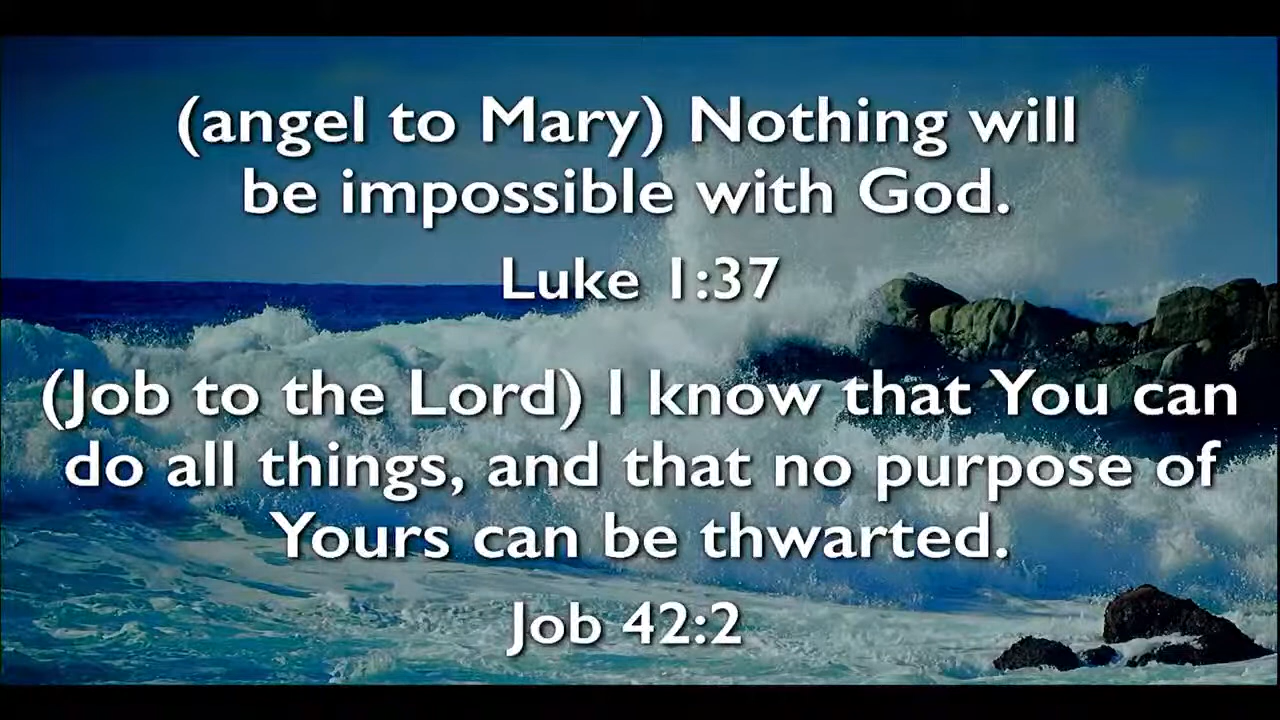 (angel to Mary) Nothing will
be impossible with God.
Luke 1:37
(Job to the Lord) I know that You can
do all things, and that no purpose of
Yours can be thwarted.
Job 42:2